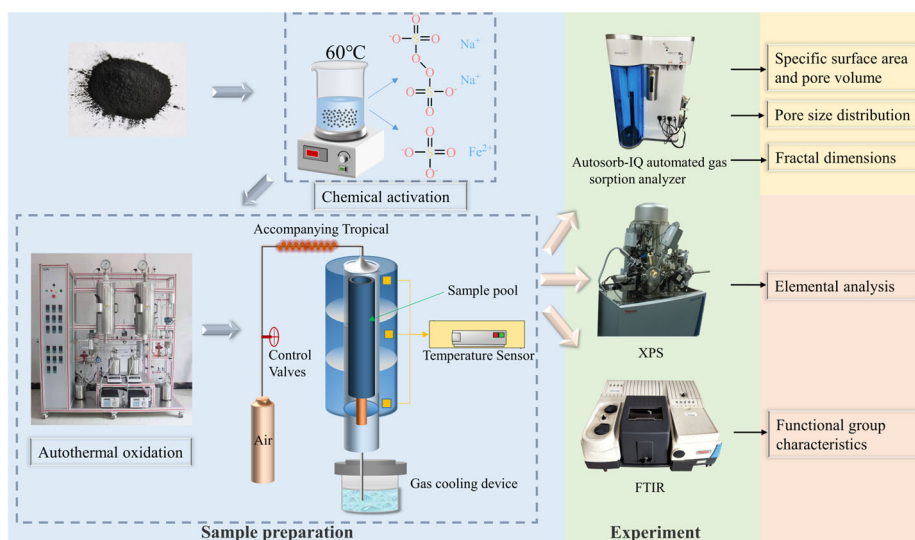 60℃
O
O
S
O
O⁻
Na⁺
O
O
Na⁺
O
S
O
O⁻
O
O⁻
S
O
O
O⁻
Fe²⁺
Chemical activation
Autosorb-IQ automated gas
sorption analyzer
Specific surface area
and pore volume
Pore size distribution
Fractal dimensions
Accompanying Tropical
Sample pool
Control
Valves
Temperature Sensor
Air
Gas cooling device
Autothermal oxidation
XPS
Elemental analysis
FTIR
Functional group
characteristics
Sample preparation
Experiment